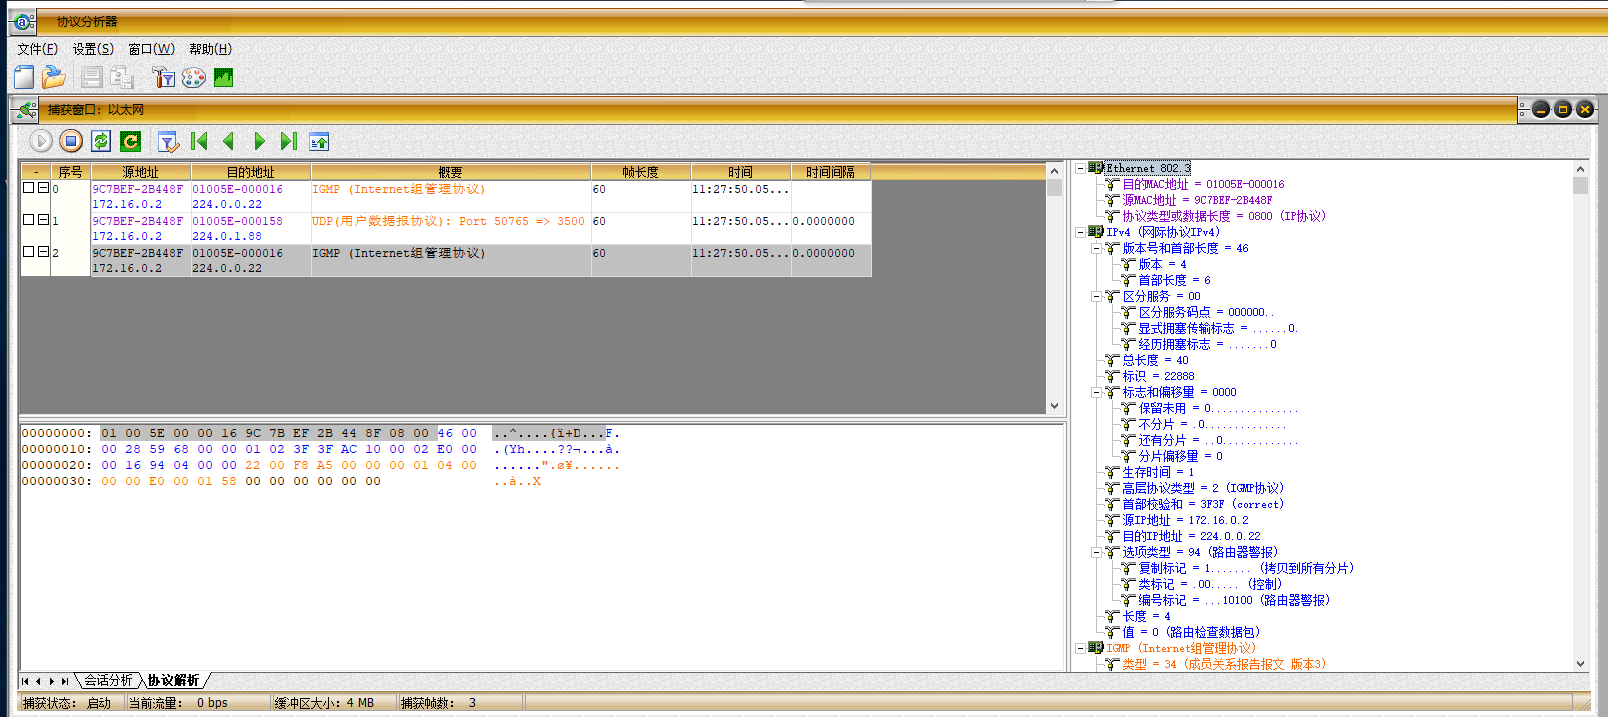 协议分析器
文件(F) 设置(S) 窗口(W) 帮助(H)
捕获窗口: 以太网
- 序号 源地址 目的地址 概要 帧长度 时间 时间间隔
0 9C7BEF-2B448F 01005E-000016 IGMP (Internet组管理协议) 60 11:27:50.05...
172.16.0.2 224.0.0.22
1 9C7BEF-2B448F 01005E-000158 UDP(用户数据报协议): Port 50765 => 3500 60 11:27:50.05... 0.0000000
172.16.0.2 224.0.1.88
2 9C7BEF-2B448F 01005E-000016 IGMP (Internet组管理协议) 60 11:27:50.05... 0.0000000
172.16.0.2 224.0.0.22
00000000: 01 00 5E 00 00 16 9C 7B EF 2B 44 8F 08 00 46 00 ..^....{ï+D...F.
00000010: 00 28 59 68 00 00 01 02 3F 3F AC 10 00 02 E0 00 .(Yh....??¬...à.
00000020: 00 16 94 04 00 00 22 00 F8 A5 00 00 00 01 04 00 ......".ø¥......
00000030: 00 00 E0 00 01 58 00 00 00 00 00 00 ..à..X
Ethernet 802.3
目的MAC地址 = 01005E-000016
源MAC地址 = 9C7BEF-2B448F
协议类型或数据长度 = 0800 (IP协议)
IPv4 (网际协议IPv4)
版本号和首部长度 = 46
版本 = 4
首部长度 = 6
区分服务 = 00
区分服务码点 = 000000..
显式拥塞传输标志 = ......0.
经历拥塞标志 = .......0
总长度 = 40
标识 = 22888
标志和偏移量 = 0000
保留未用 = 0...............
不分片 = .0..............
还有分片 = ..0.............
分片偏移量 = 0
生存时间 = 1
高层协议类型 = 2 (IGMP协议)
首部校验和 = 3F3F (correct)
源IP地址 = 172.16.0.2
目的IP地址 = 224.0.0.22
选项类型 = 94 (路由器警报)
复制标记 = 1....... (拷贝到所有分片)
类标记 = .00..... (控制)
编号标记 = ...10100 (路由器警报)
长度 = 4
值 = 0 (路由检查数据包)
IGMP (Internet组管理协议)
类型 = 34 (成员关系报告报文 版本3)
会话分析 协议解析
捕获状态: 启动 当前流量: 0 bps 缓冲区大小: 4 MB 捕获帧数: 3